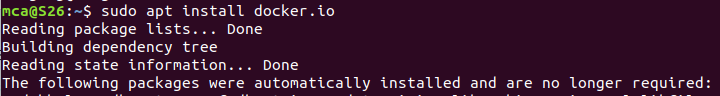 mca@S26:~$ sudo apt install docker.io
Reading package lists... Done
Building dependency tree
Reading state information... Done
The following packages were automatically installed and are no longer required: